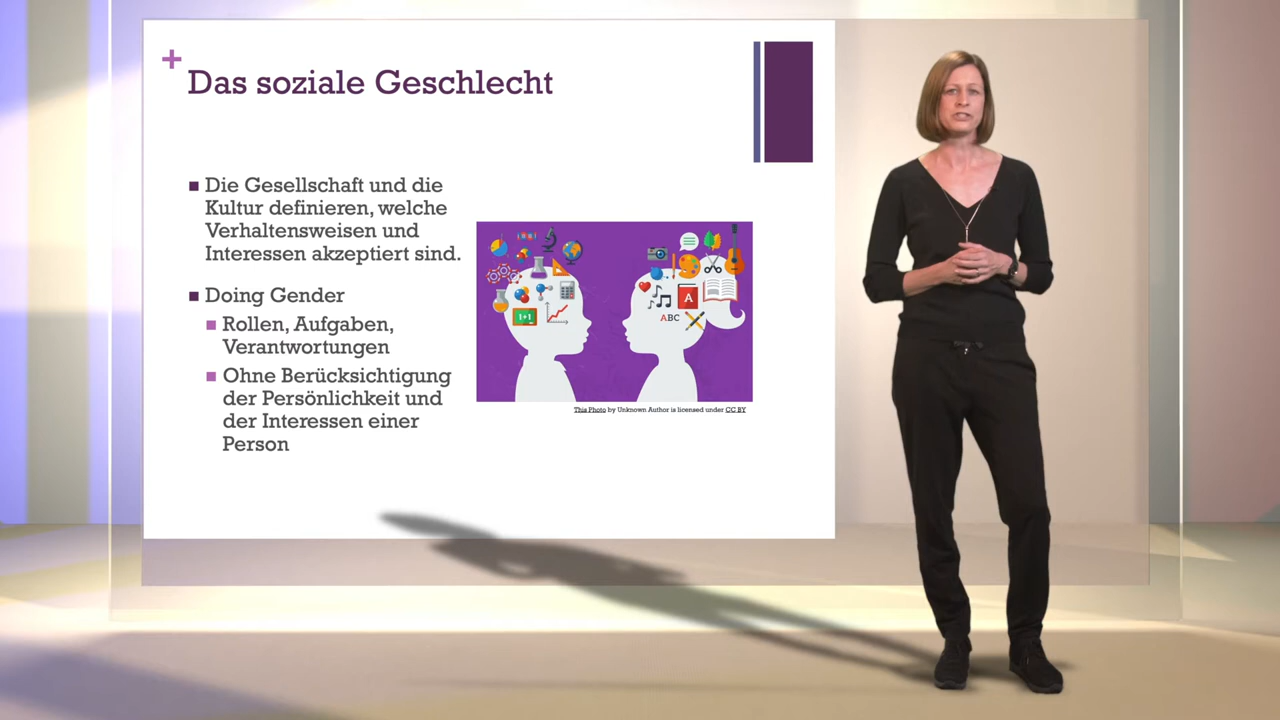 +
Das soziale Geschlecht
Die Gesellschaft und die
Kultur definieren, welche
Verhaltensweisen und
Interessen akzeptiert sind.
Doing Gender
Rollen, Aufgaben,
Verantwortungen
Ohne Berücksichtigung
der Persönlichkeit und
der Interessen einer
Person
1+1
A
ABC
This Photo by Unknown Author is licensed under CC BY